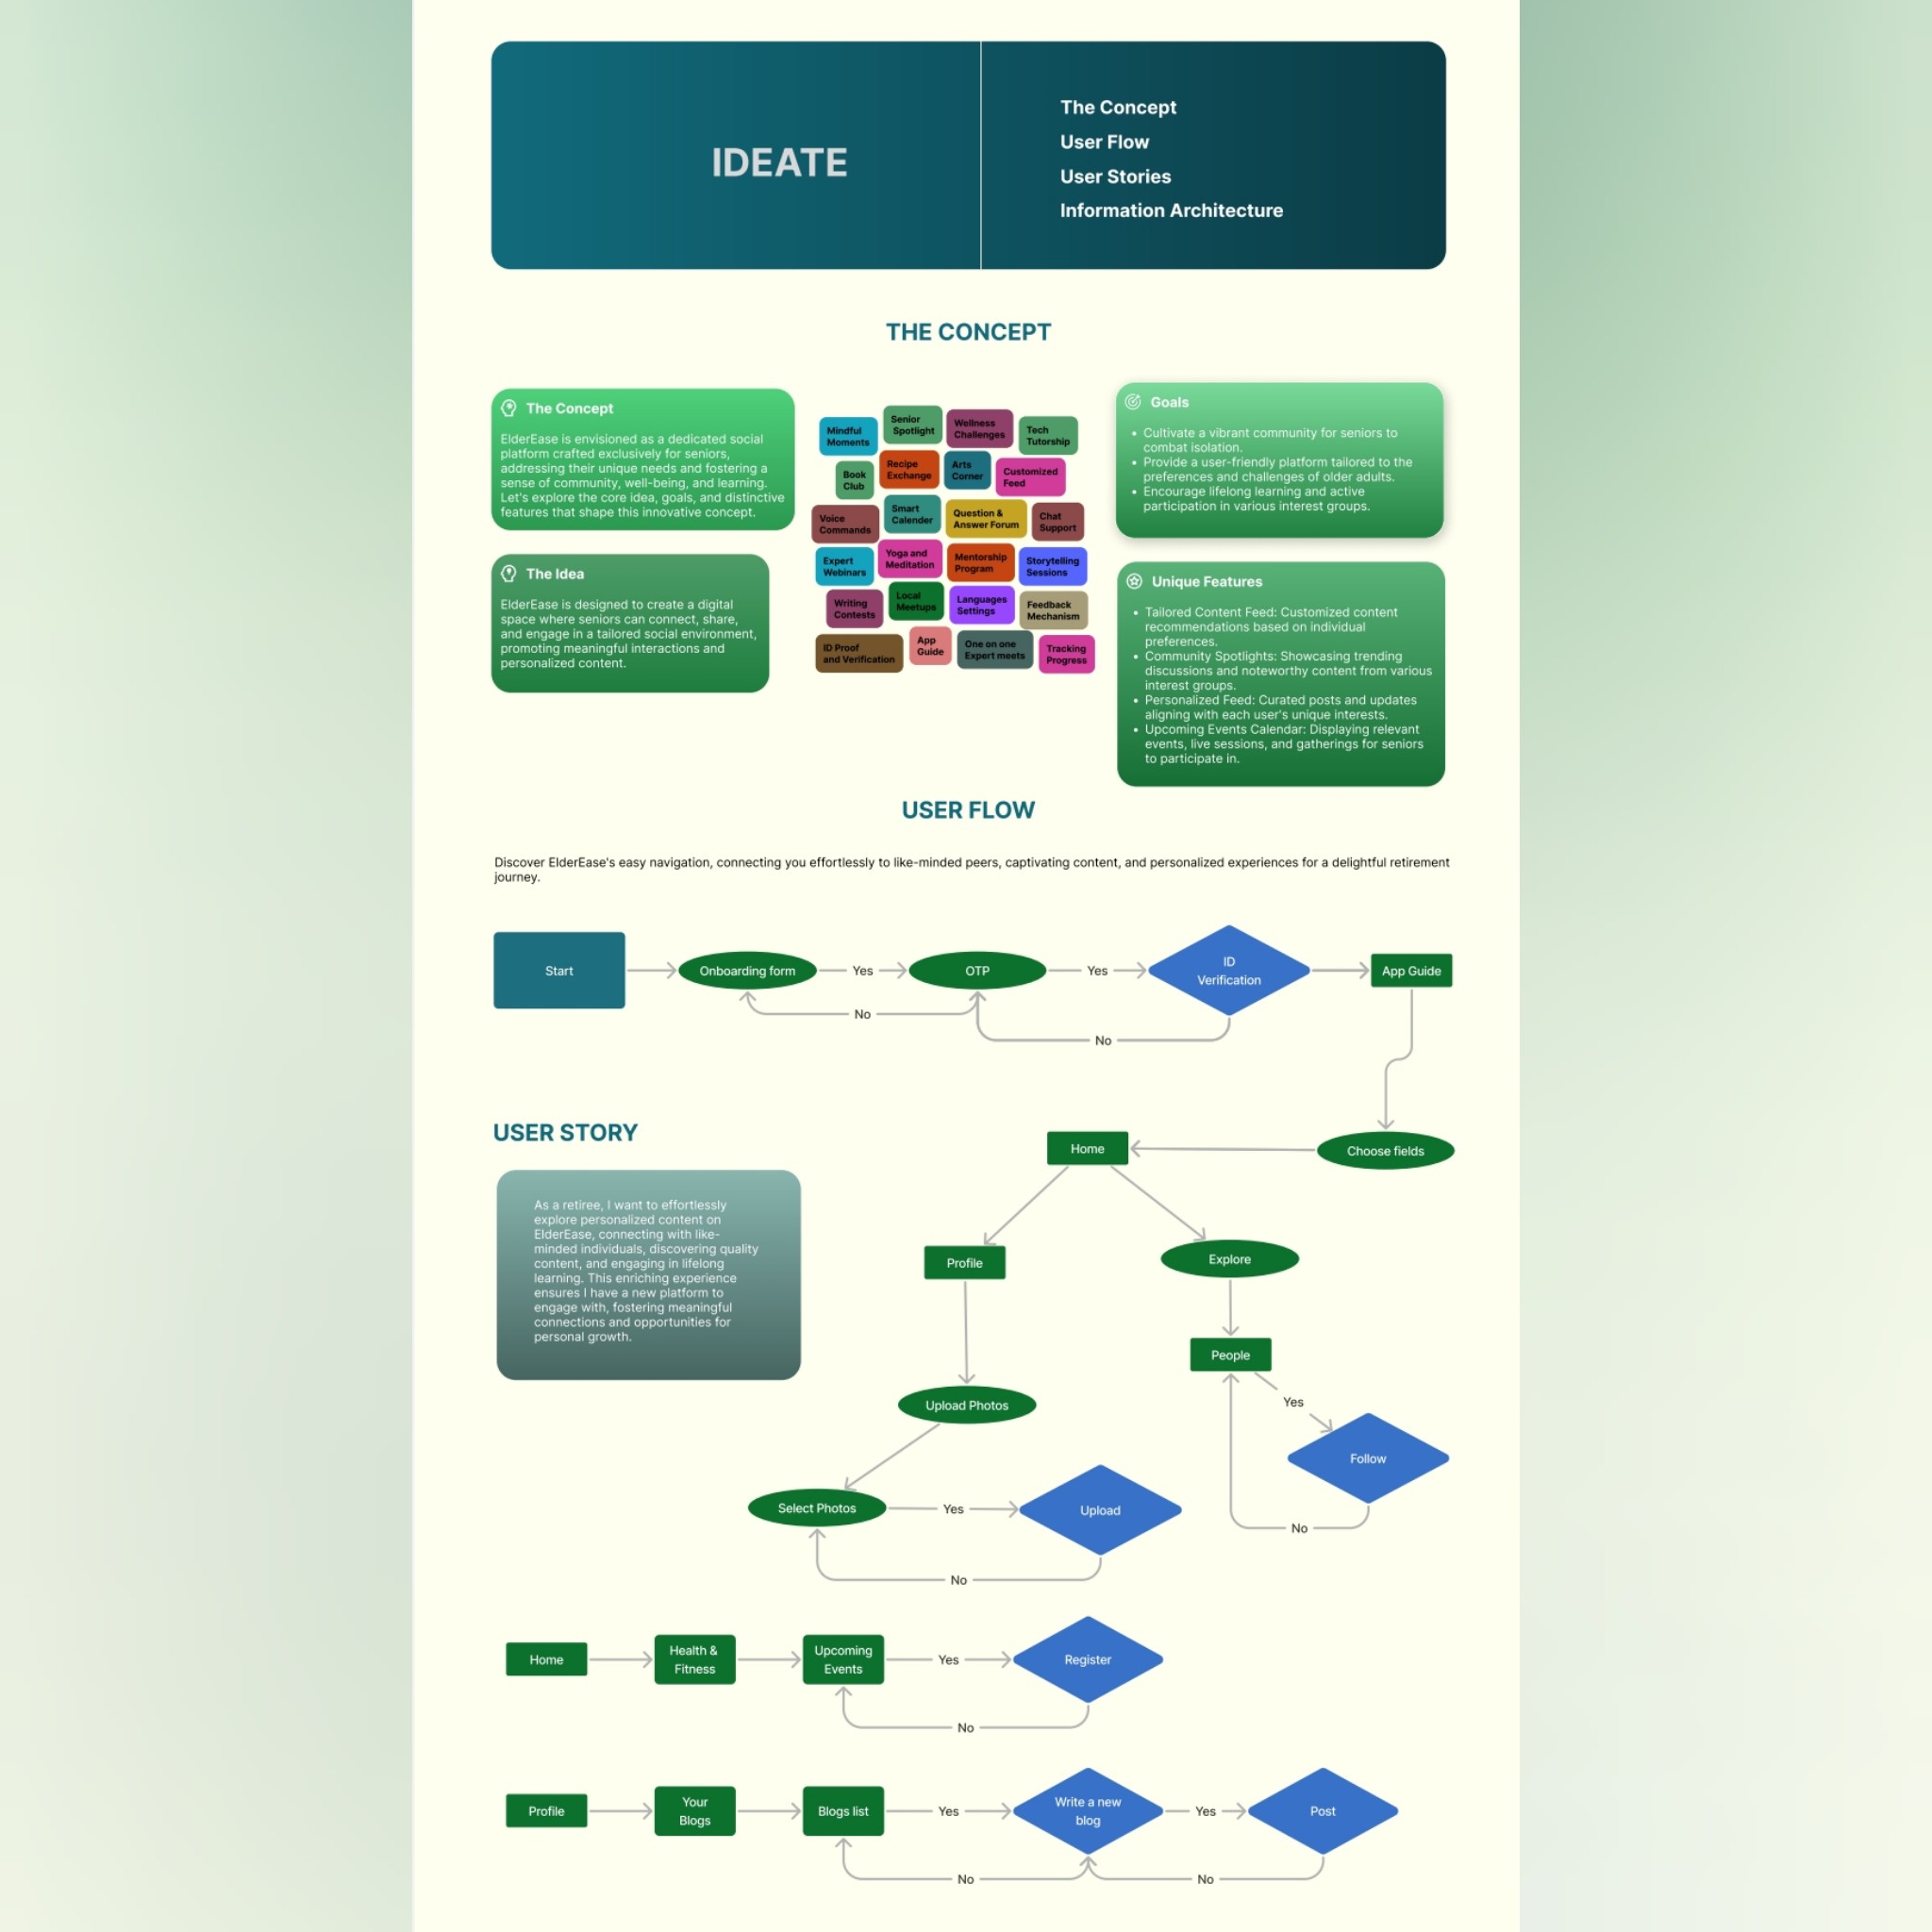 IDEATE
The Concept
User Flow
User Stories
Information Architecture
THE CONCEPT
The Concept
ElderEase is envisioned as a dedicated social
platform crafted exclusively for seniors,
addressing their unique needs and fostering a
sense of community, well-being, and learning.
Let's explore the core idea, goals, and distinctive
features that shape this innovative concept.
The Idea
ElderEase is designed to create a digital
space where seniors can connect, share,
and engage in a tailored social environment,
promoting meaningful interactions and
personalized content.
Mindful
Moments
Senior
Spotlight
Wellness
Challenges
Tech
Tutorship
Book
Club
Recipe
Exchange
Arts
Corner
Customized
Feed
Voice
Commands
Smart
Calender
Question &
Answer Forum
Chat
Support
Expert
Webinars
Yoga and
Meditation
Mentorship
Program
Storytelling
Sessions
Writing
Contests
Local
Meetups
Languages
Settings
Feedback
Mechanism
ID Proof
and Verification
App
Guide
One on one
Expert meets
Tracking
Progress
Goals
• Cultivate a vibrant community for seniors to
combat isolation.
• Provide a user-friendly platform tailored to the
preferences and challenges of older adults.
• Encourage lifelong learning and active
participation in various interest groups.
Unique Features
• Tailored Content Feed: Customized content
recommendations based on individual
preferences.
• Community Spotlights: Showcasing trending
discussions and noteworthy content from various
interest groups.
• Personalized Feed: Curated posts and updates
aligning with each user's unique interests.
• Upcoming Events Calendar: Displaying relevant
events, live sessions, and gatherings for seniors
to participate in.
USER FLOW
Discover ElderEase's easy navigation, connecting you effortlessly to like-minded peers, captivating content, and personalized experiences for a delightful retirement
journey.
Start
Onboarding form
Yes
OTP
Yes
ID
Verification
App Guide
No
No
USER STORY
As a retiree, I want to effortlessly
explore personalized content on
ElderEase, connecting with like-
minded individuals, discovering quality
content, and engaging in lifelong
learning. This enriching experience
ensures I have a new platform to
engage with, fostering meaningful
connections and opportunities for
personal growth.
Home
Choose fields
Profile
Explore
People
Yes
Upload Photos
Follow
Select Photos
Yes
Upload
No
No
Home
Health &
Fitness
Upcoming
Events
Yes
Register
No
Profile
Your
Blogs
Blogs list
Yes
Write a new
blog
Yes
Post
No
No